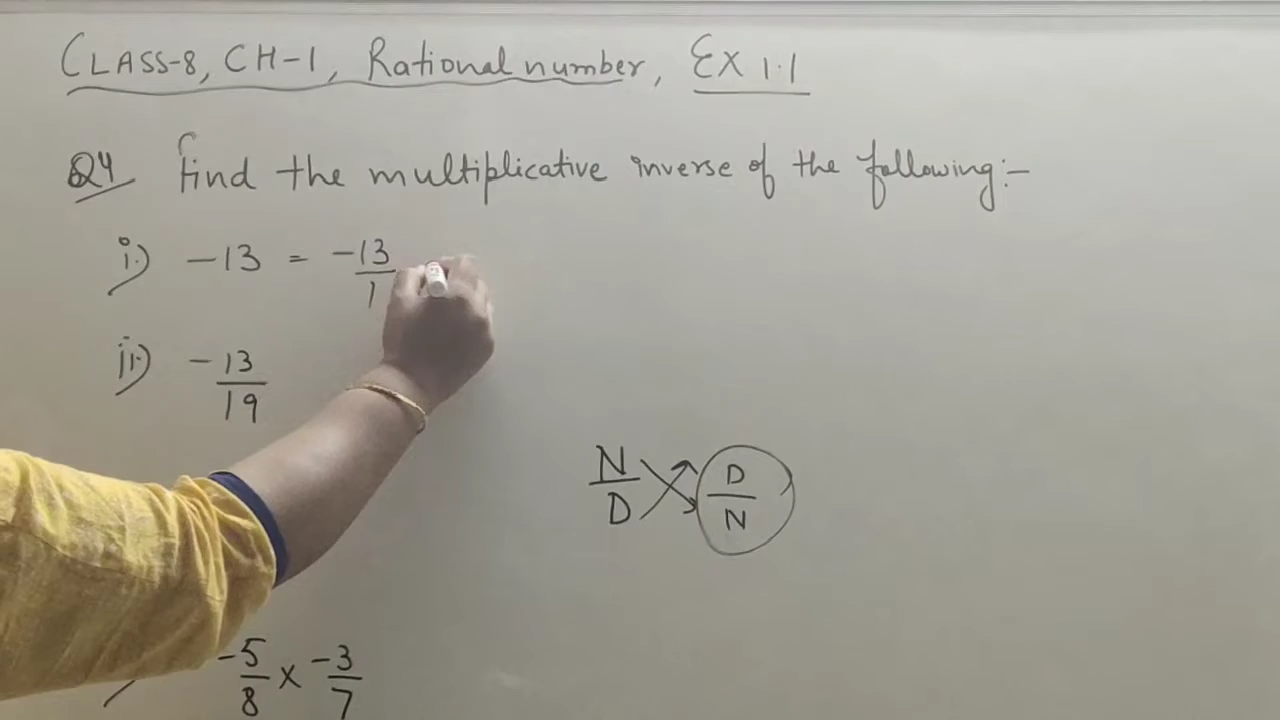 CLASS-8, CH-1, Rational number, EX 1.1
Q4 Find the multiplicative inverse of the following:-
i.) -13 = -13/1
ii.) -13/19
N/D D/N
-5/8 x -3/7